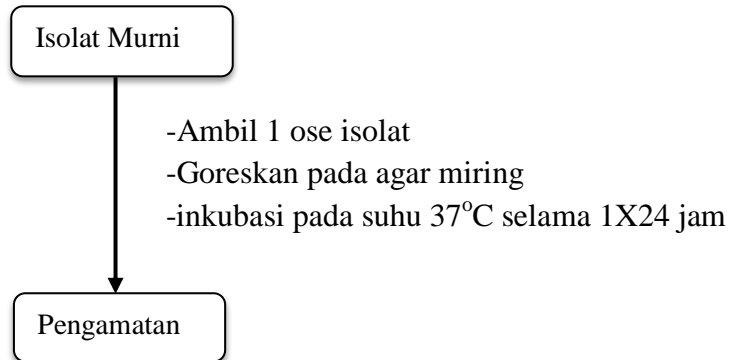 Isolat Murni
-Ambil 1 ose isolat
-Goreskan pada agar miring
-inkubasi pada suhu 37°C selama 1X24 jam
Pengamatan